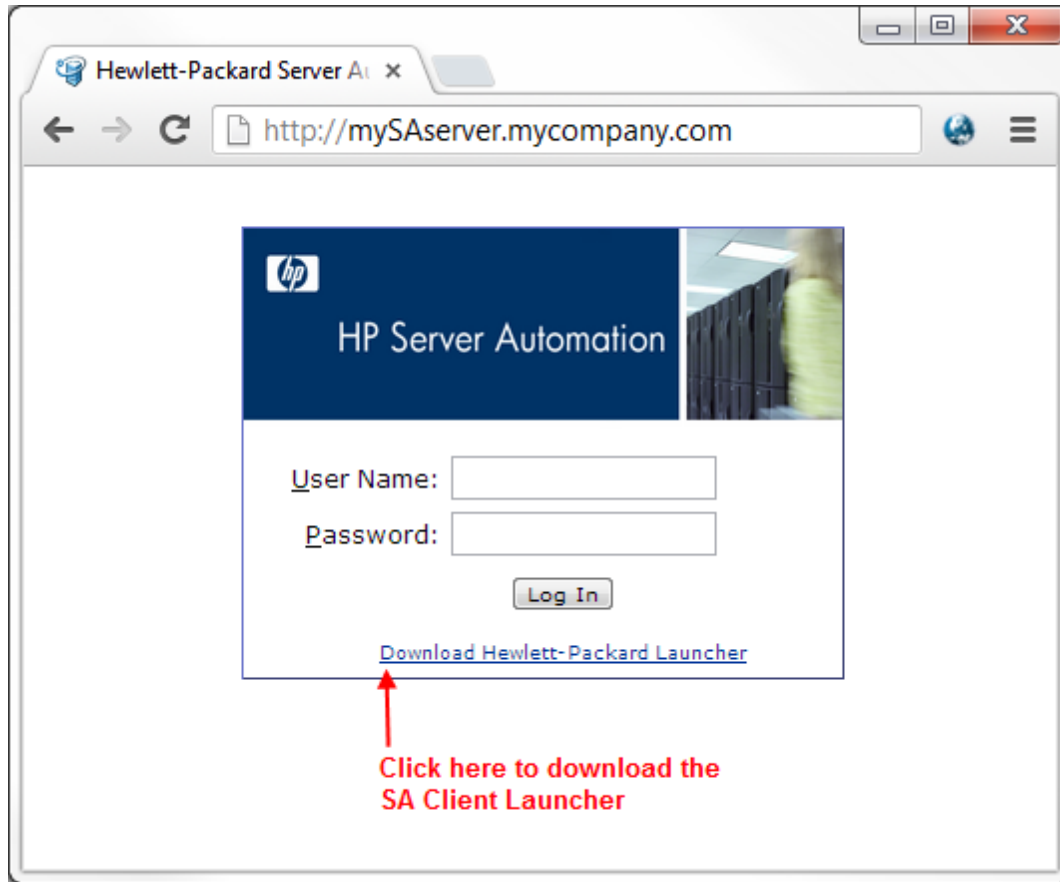 Hewlett-Packard Server Au
http://mySAserver.mycompany.com
hp
HP Server Automation
User Name:
Password:
Log In
Download Hewlett-Packard Launcher
Click here to download the
SA Client Launcher